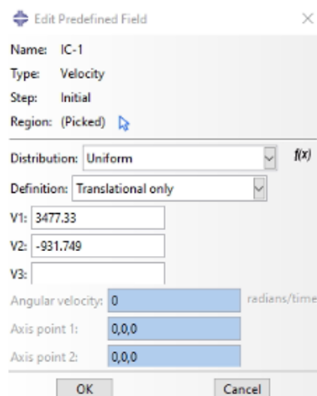 Edit Predefined Field
Name: IC-1
Type: Velocity
Step: Initial
Region: (Picked)
Distribution: Uniform f(x)
Definition: Translational only
V1: 3477.33
V2: -931.749
V3:
Angular velocity: 0 radians/time
Axis point 1: 0,0,0
Axis point 2: 0,0,0
OK Cancel